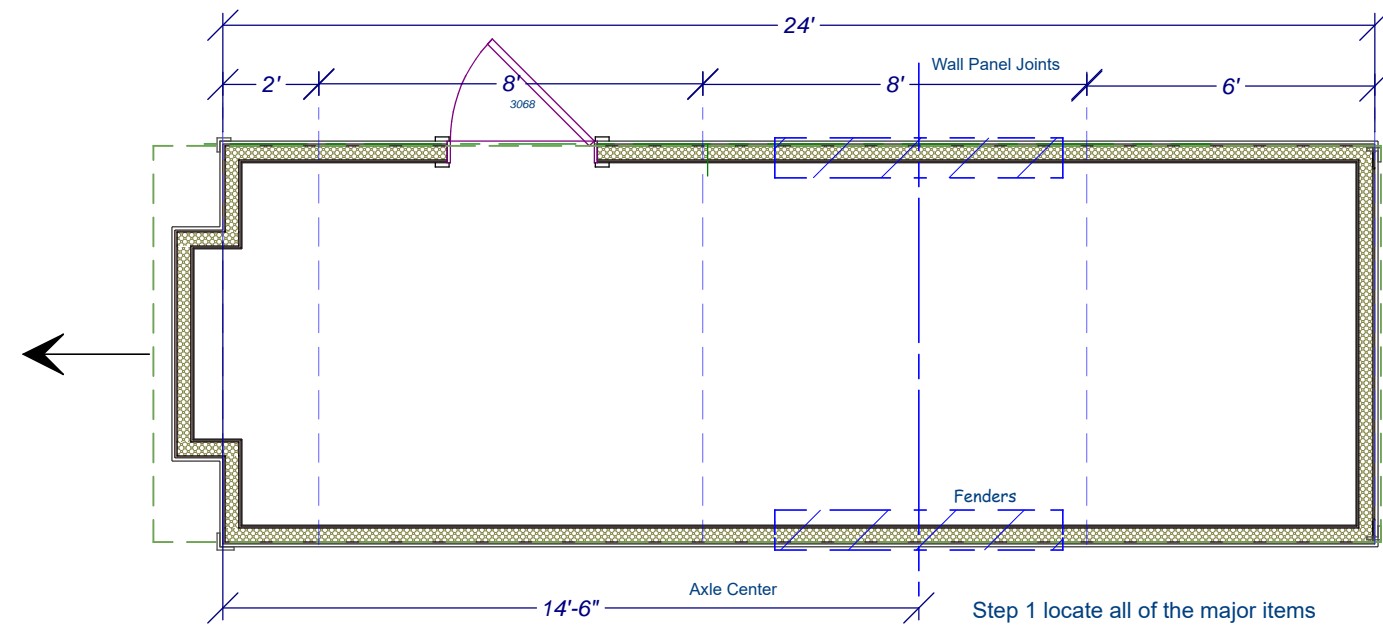 24'
Wall Panel Joints
2'
8'
8'
6'
3068
Fenders
Axle Center
14'-6"
Step 1 locate all of the major items